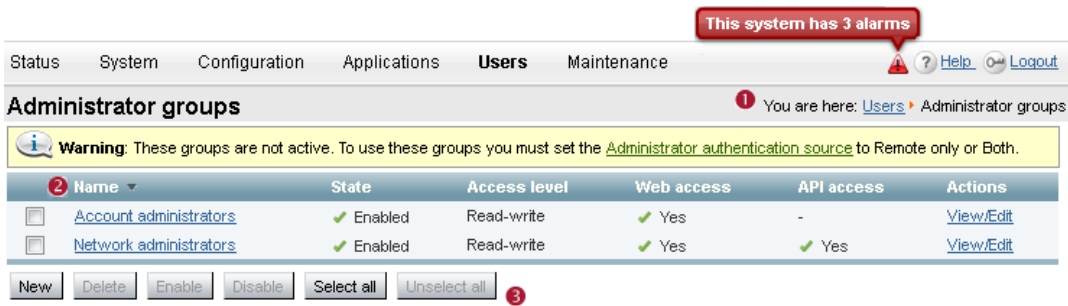 This system has 3 alarms
Status System Configuration Applications Users Maintenance ? Help Logout
Administrator groups 1 You are here: Users Administrator groups
i Warning: These groups are not active. To use these groups you must set the Administrator authentication source to Remote only or Both.
2 Name State Access level Web access API access Actions
Account administrators Enabled Read-write Yes - View/Edit
Network administrators Enabled Read-write Yes Yes View/Edit
New Delete Enable Disable Select all Unselect all 3